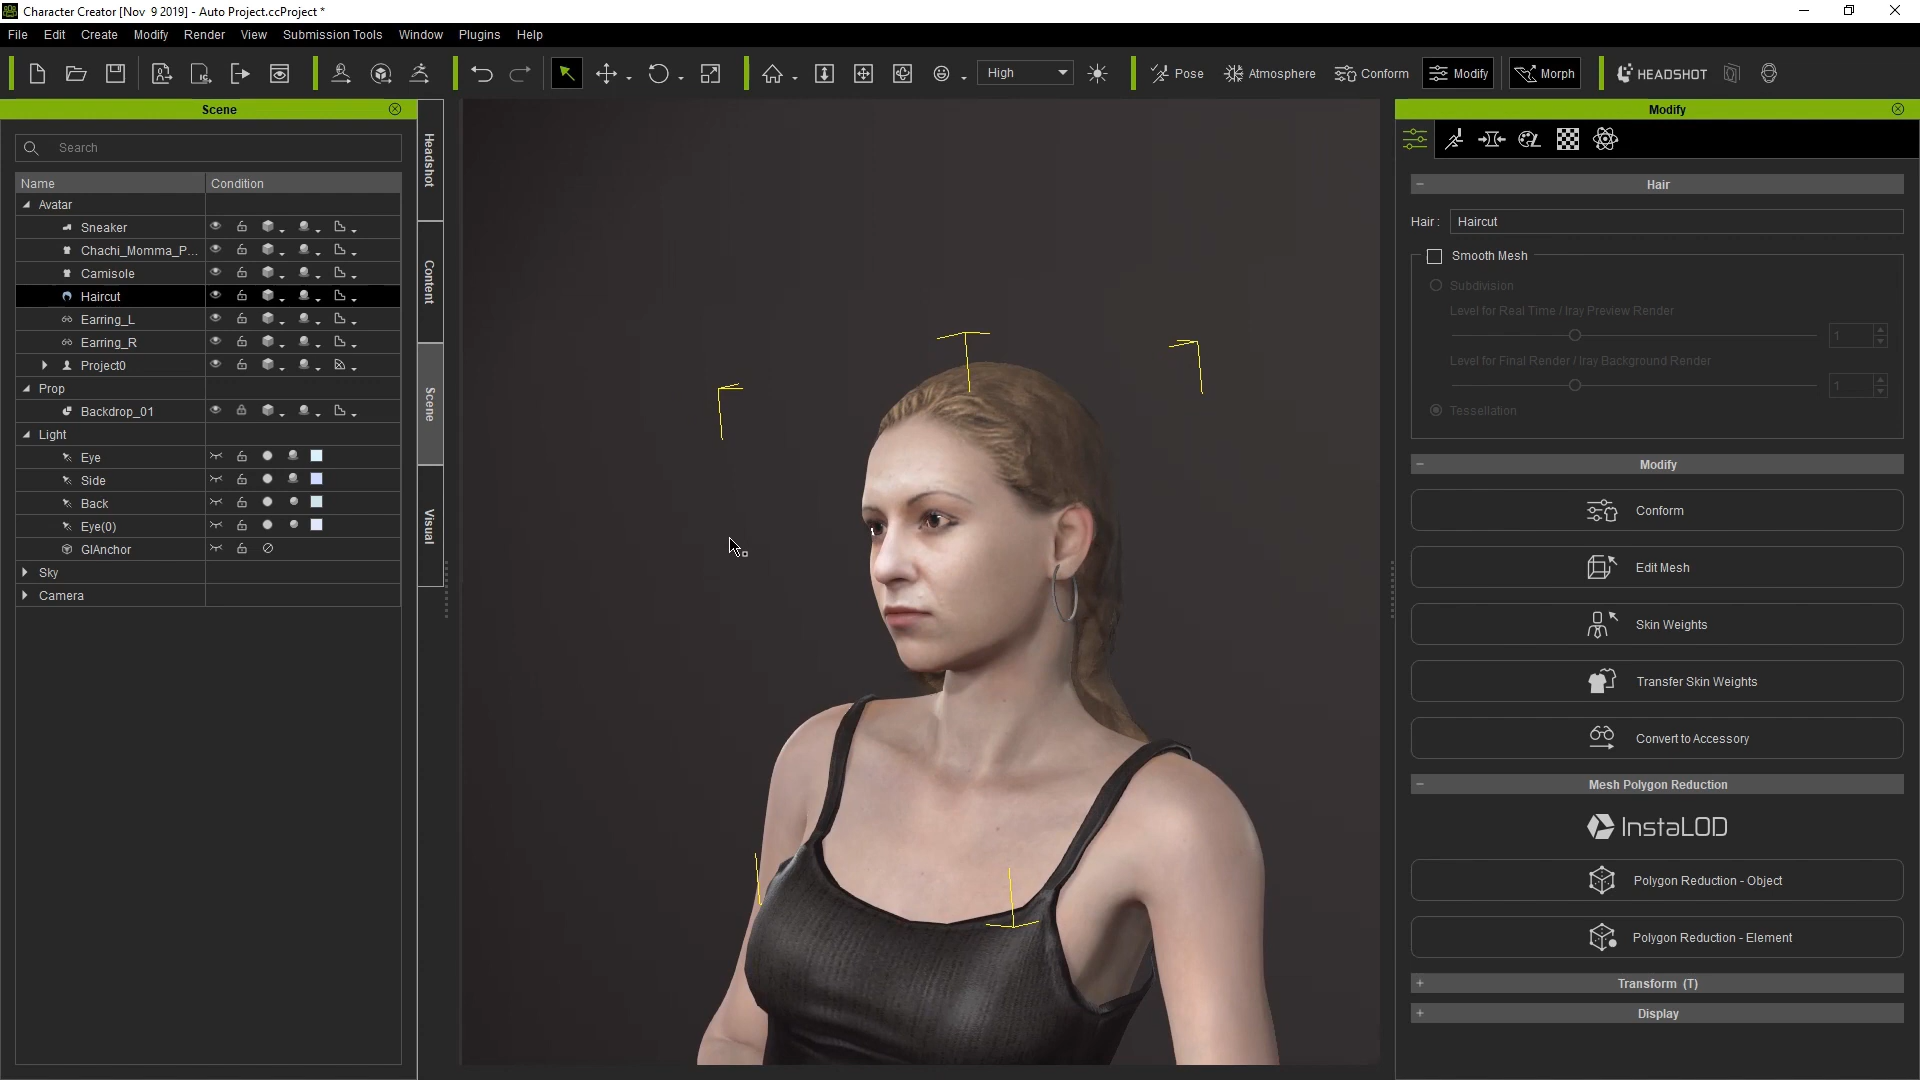 Character Creator [Nov  9 2019] - Auto Project.ccProject *
File Edit Create Modify Render View Submission Tools Window Plugins Help
High Pose Atmosphere Conform Modify Morph HEADSHOT
Scene
Search
Name Condition
Avatar
Sneaker
Chachi_Momma_P...
Camisole
Haircut
Earring_L
Earring_R
Project0
Prop
Backdrop_01
Light
Eye
Side
Back
Eye(0)
GIAnchor
Sky
Camera
Headshot
Content
Scene
Visual
Modify
Hair
Hair : Haircut
Smooth Mesh
Subdivision
Level for Real Time / Iray Preview Render
1
Level for Final Render / Iray Background Render
1
Tessellation
Modify
Conform
Edit Mesh
Skin Weights
Transfer Skin Weights
Convert to Accessory
Mesh Polygon Reduction
InstaLOD
Polygon Reduction - Object
Polygon Reduction - Element
Transform (T)
Display